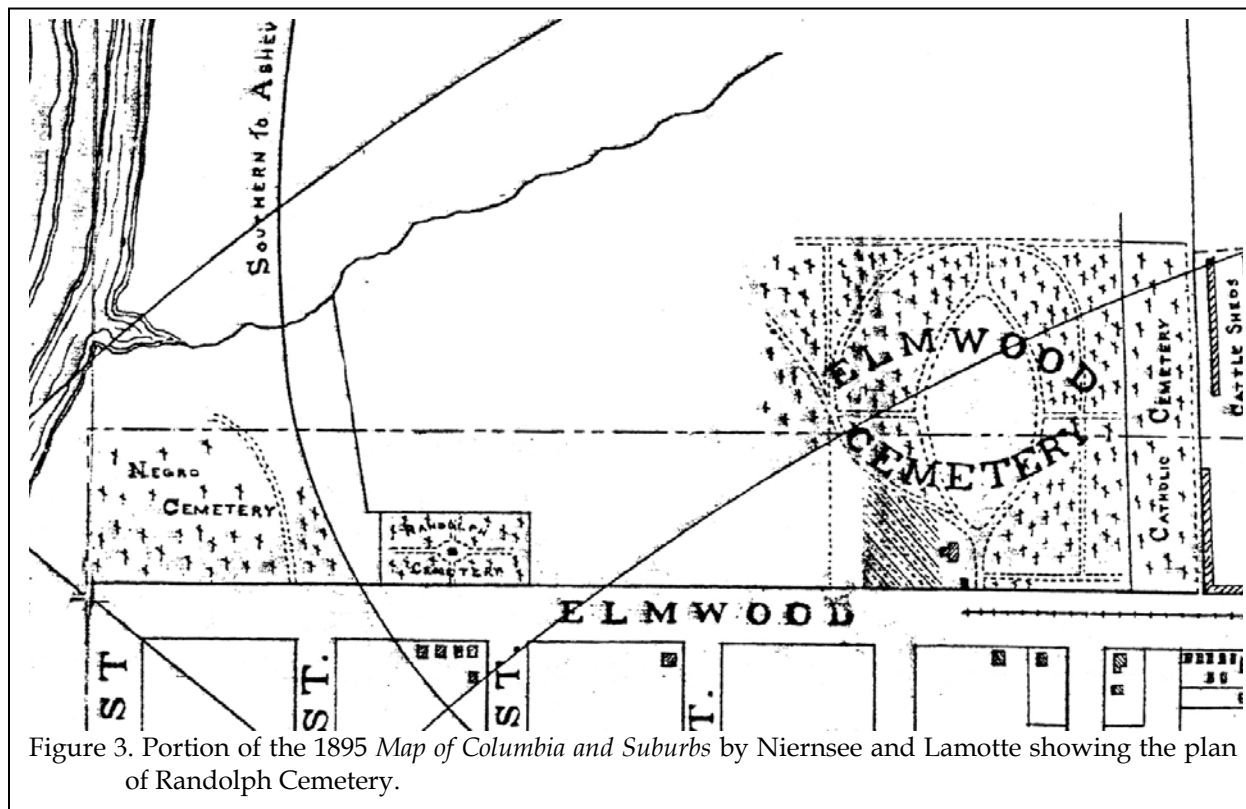 SOUTHERN TO ASHEV
ELMWOOD
CEMETERY
CATHOLIC CEMETERY
CATTLE SHEDS
NEGRO
CEMETERY
RANDOLPH
CEMETERY
ELMWOOD
ST
ST.
ST.
T.
Figure 3. Portion of the 1895 Map of Columbia and Suburbs by Niernsee and Lamotte showing the plan
of Randolph Cemetery.